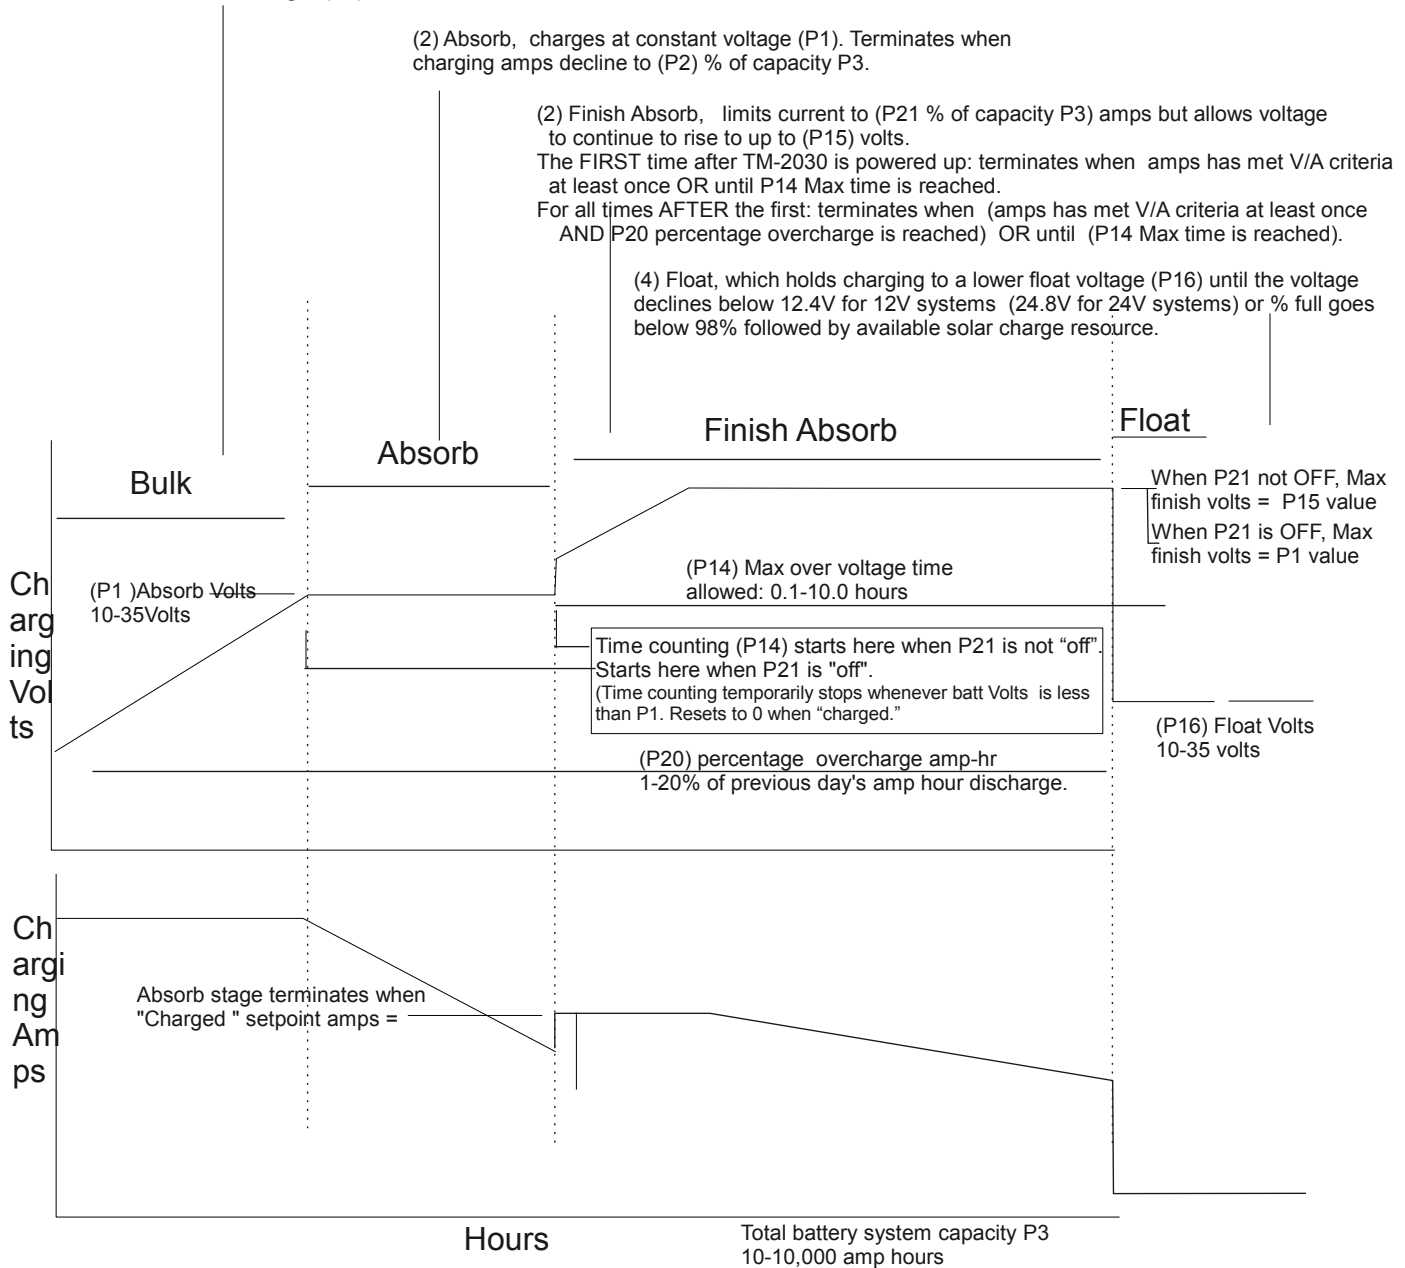 (2) Absorb, charges at constant voltage (P1). Terminates when
charging amps decline to (P2) % of capacity P3.
(2) Finish Absorb, limits current to (P21 % of capacity P3) amps but allows voltage
to continue to rise to up to (P15) volts.
The FIRST time after TM-2030 is powered up: terminates when amps has met V/A criteria
at least once OR until P14 Max time is reached.
For all times AFTER the first: terminates when (amps has met V/A criteria at least once
AND P20 percentage overcharge is reached) OR until (P14 Max time is reached).
(4) Float, which holds charging to a lower float voltage (P16) until the voltage
declines below 12.4V for 12V systems (24.8V for 24V systems) or % full goes
below 98% followed by available solar charge resource.
Bulk
Absorb
Finish Absorb
Float
When P21 not OFF, Max
finish volts = P15 value
When P21 is OFF, Max
finish volts = P1 value
Ch
arg
ing
Vol
ts
(P1 )Absorb Volts
10-35Volts
(P14) Max over voltage time
allowed: 0.1-10.0 hours
Time counting (P14) starts here when P21 is not “off”.
Starts here when P21 is "off".
(Time counting temporarily stops whenever batt Volts is less
than P1. Resets to 0 when “charged.”
(P16) Float Volts
10-35 volts
(P20) percentage overcharge amp-hr
1-20% of previous day's amp hour discharge.
Ch
argi
ng
Am
ps
Absorb stage terminates when
"Charged " setpoint amps =
Hours
Total battery system capacity P3
10-10,000 amp hours